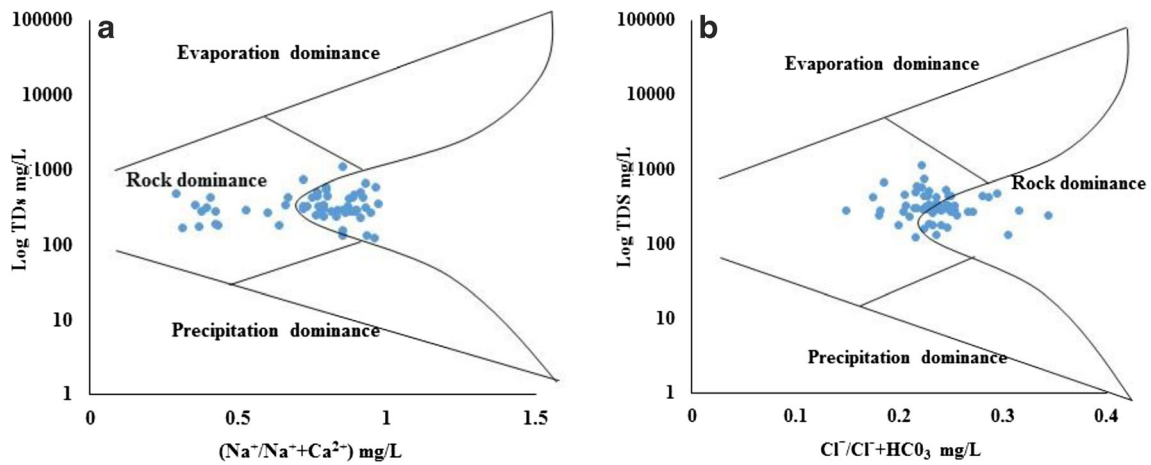 a
100000
10000
1000
100
10
1
Log TDs mg/L
Evaporation dominance
Rock dominance
Precipitation dominance
0 0.5 1 1.5
(Na⁺/Na⁺+Ca²⁺) mg/L
b
100000
10000
1000
100
10
1
Log TDS mg/L
Evaporation dominance
Rock dominance
Precipitation dominance
0 0.1 0.2 0.3 0.4
Cl⁻/Cl⁻+HC0₃ mg/L